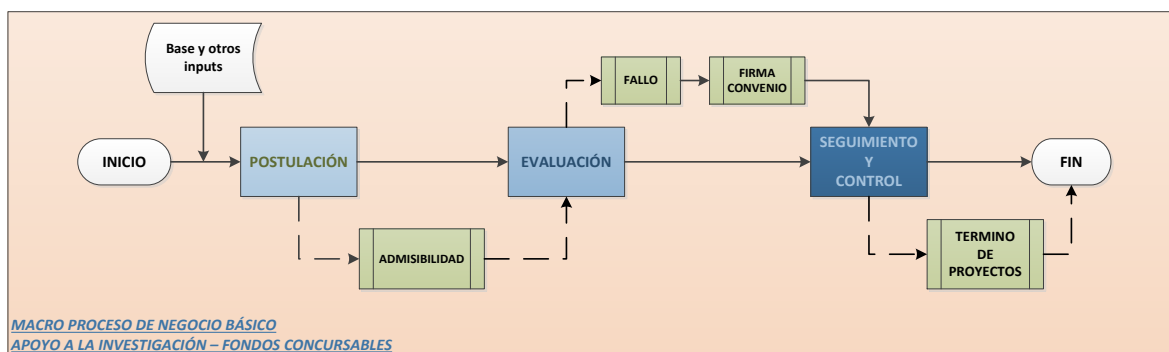 Base y otros
inputs
FALLO
FIRMA
CONVENIO
INICIO
POSTULACIÓN
EVALUACIÓN
SEGUIMIENTO
Y
CONTROL
FIN
ADMISIBILIDAD
TERMINO
DE
PROYECTOS
MACRO PROCESO DE NEGOCIO BÁSICO
APOYO A LA INVESTIGACIÓN – FONDOS CONCURSABLES